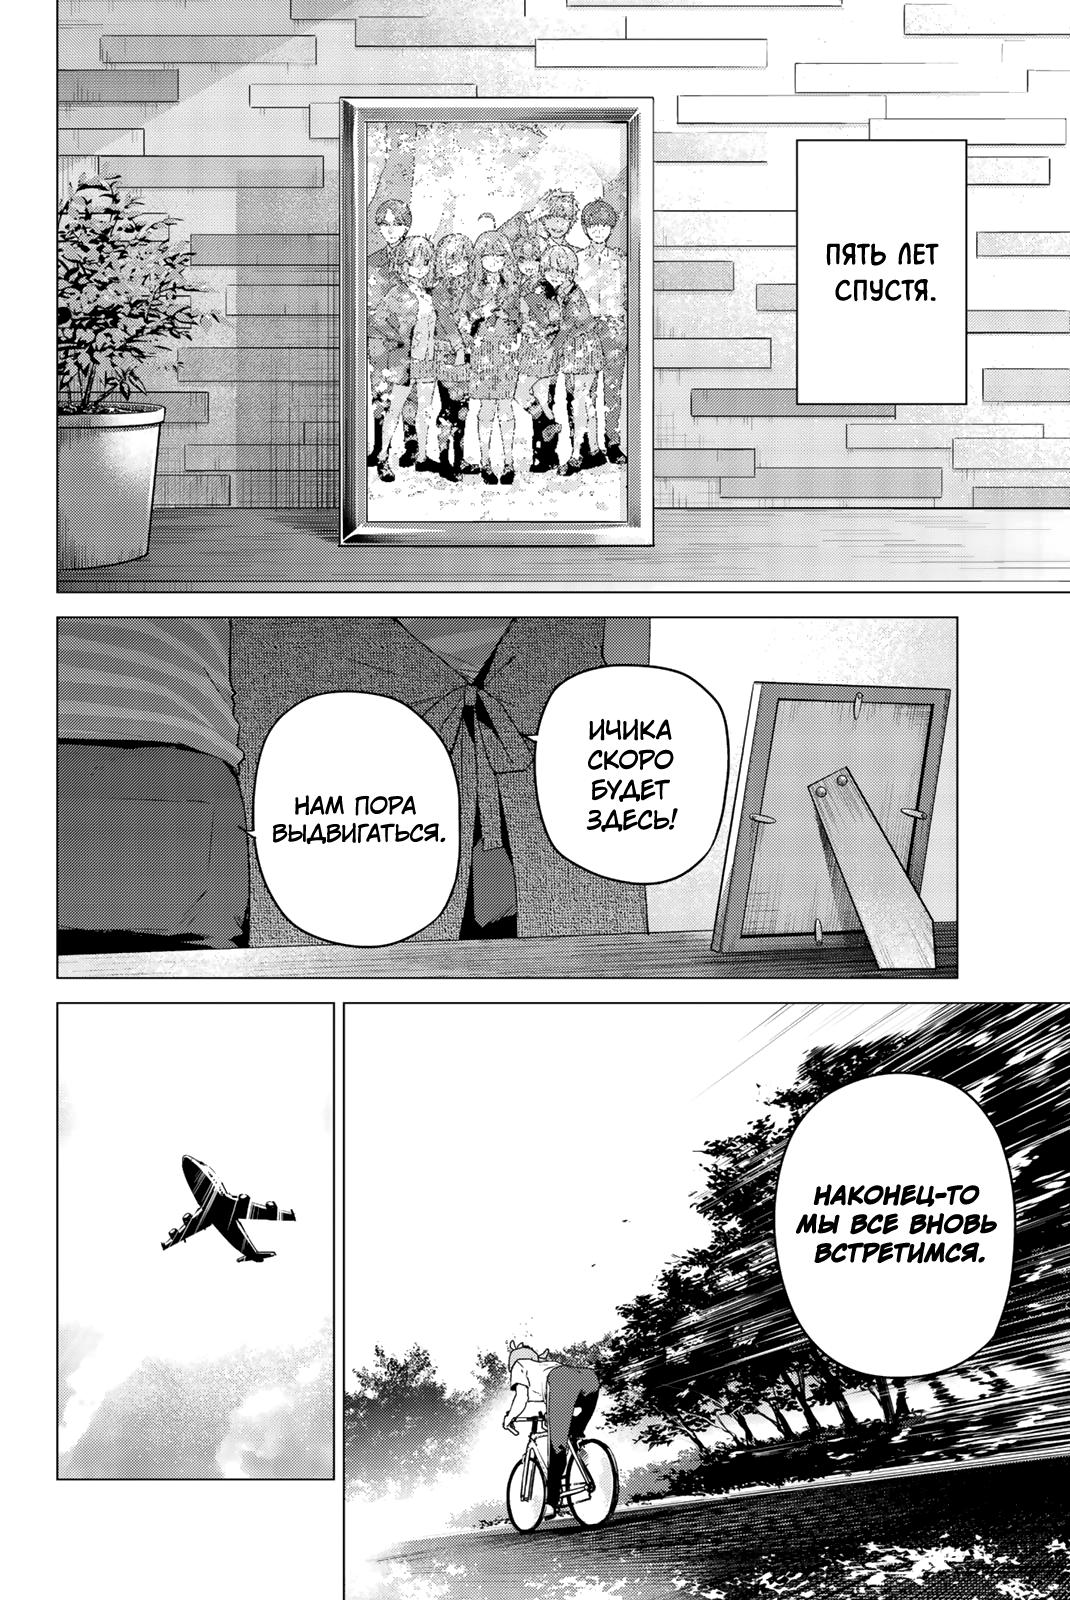 ПЯТЬ ЛЕТ
СПУСТЯ.
ИЧИКА
СКОРО
БУДЕТ
ЗДЕСЬ!
НАМ ПОРА
ВЫДВИГАТЬСЯ.
НАКОНЕЦ-ТО
МЫ ВСЕ ВНОВЬ
ВСТРЕТИМСЯ.